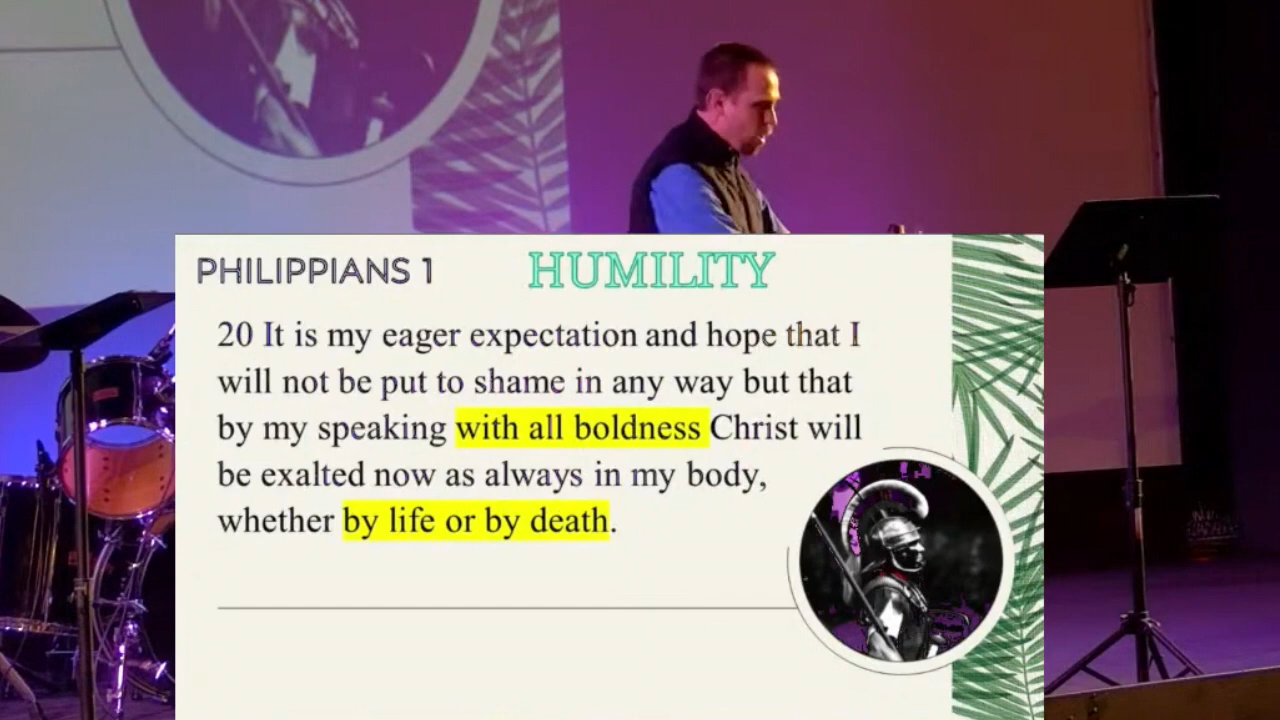 PHILIPPIANS 1 HUMILITY
20 It is my eager expectation and hope that I
will not be put to shame in any way but that
by my speaking with all boldness Christ will
be exalted now as always in my body,
whether by life or by death.